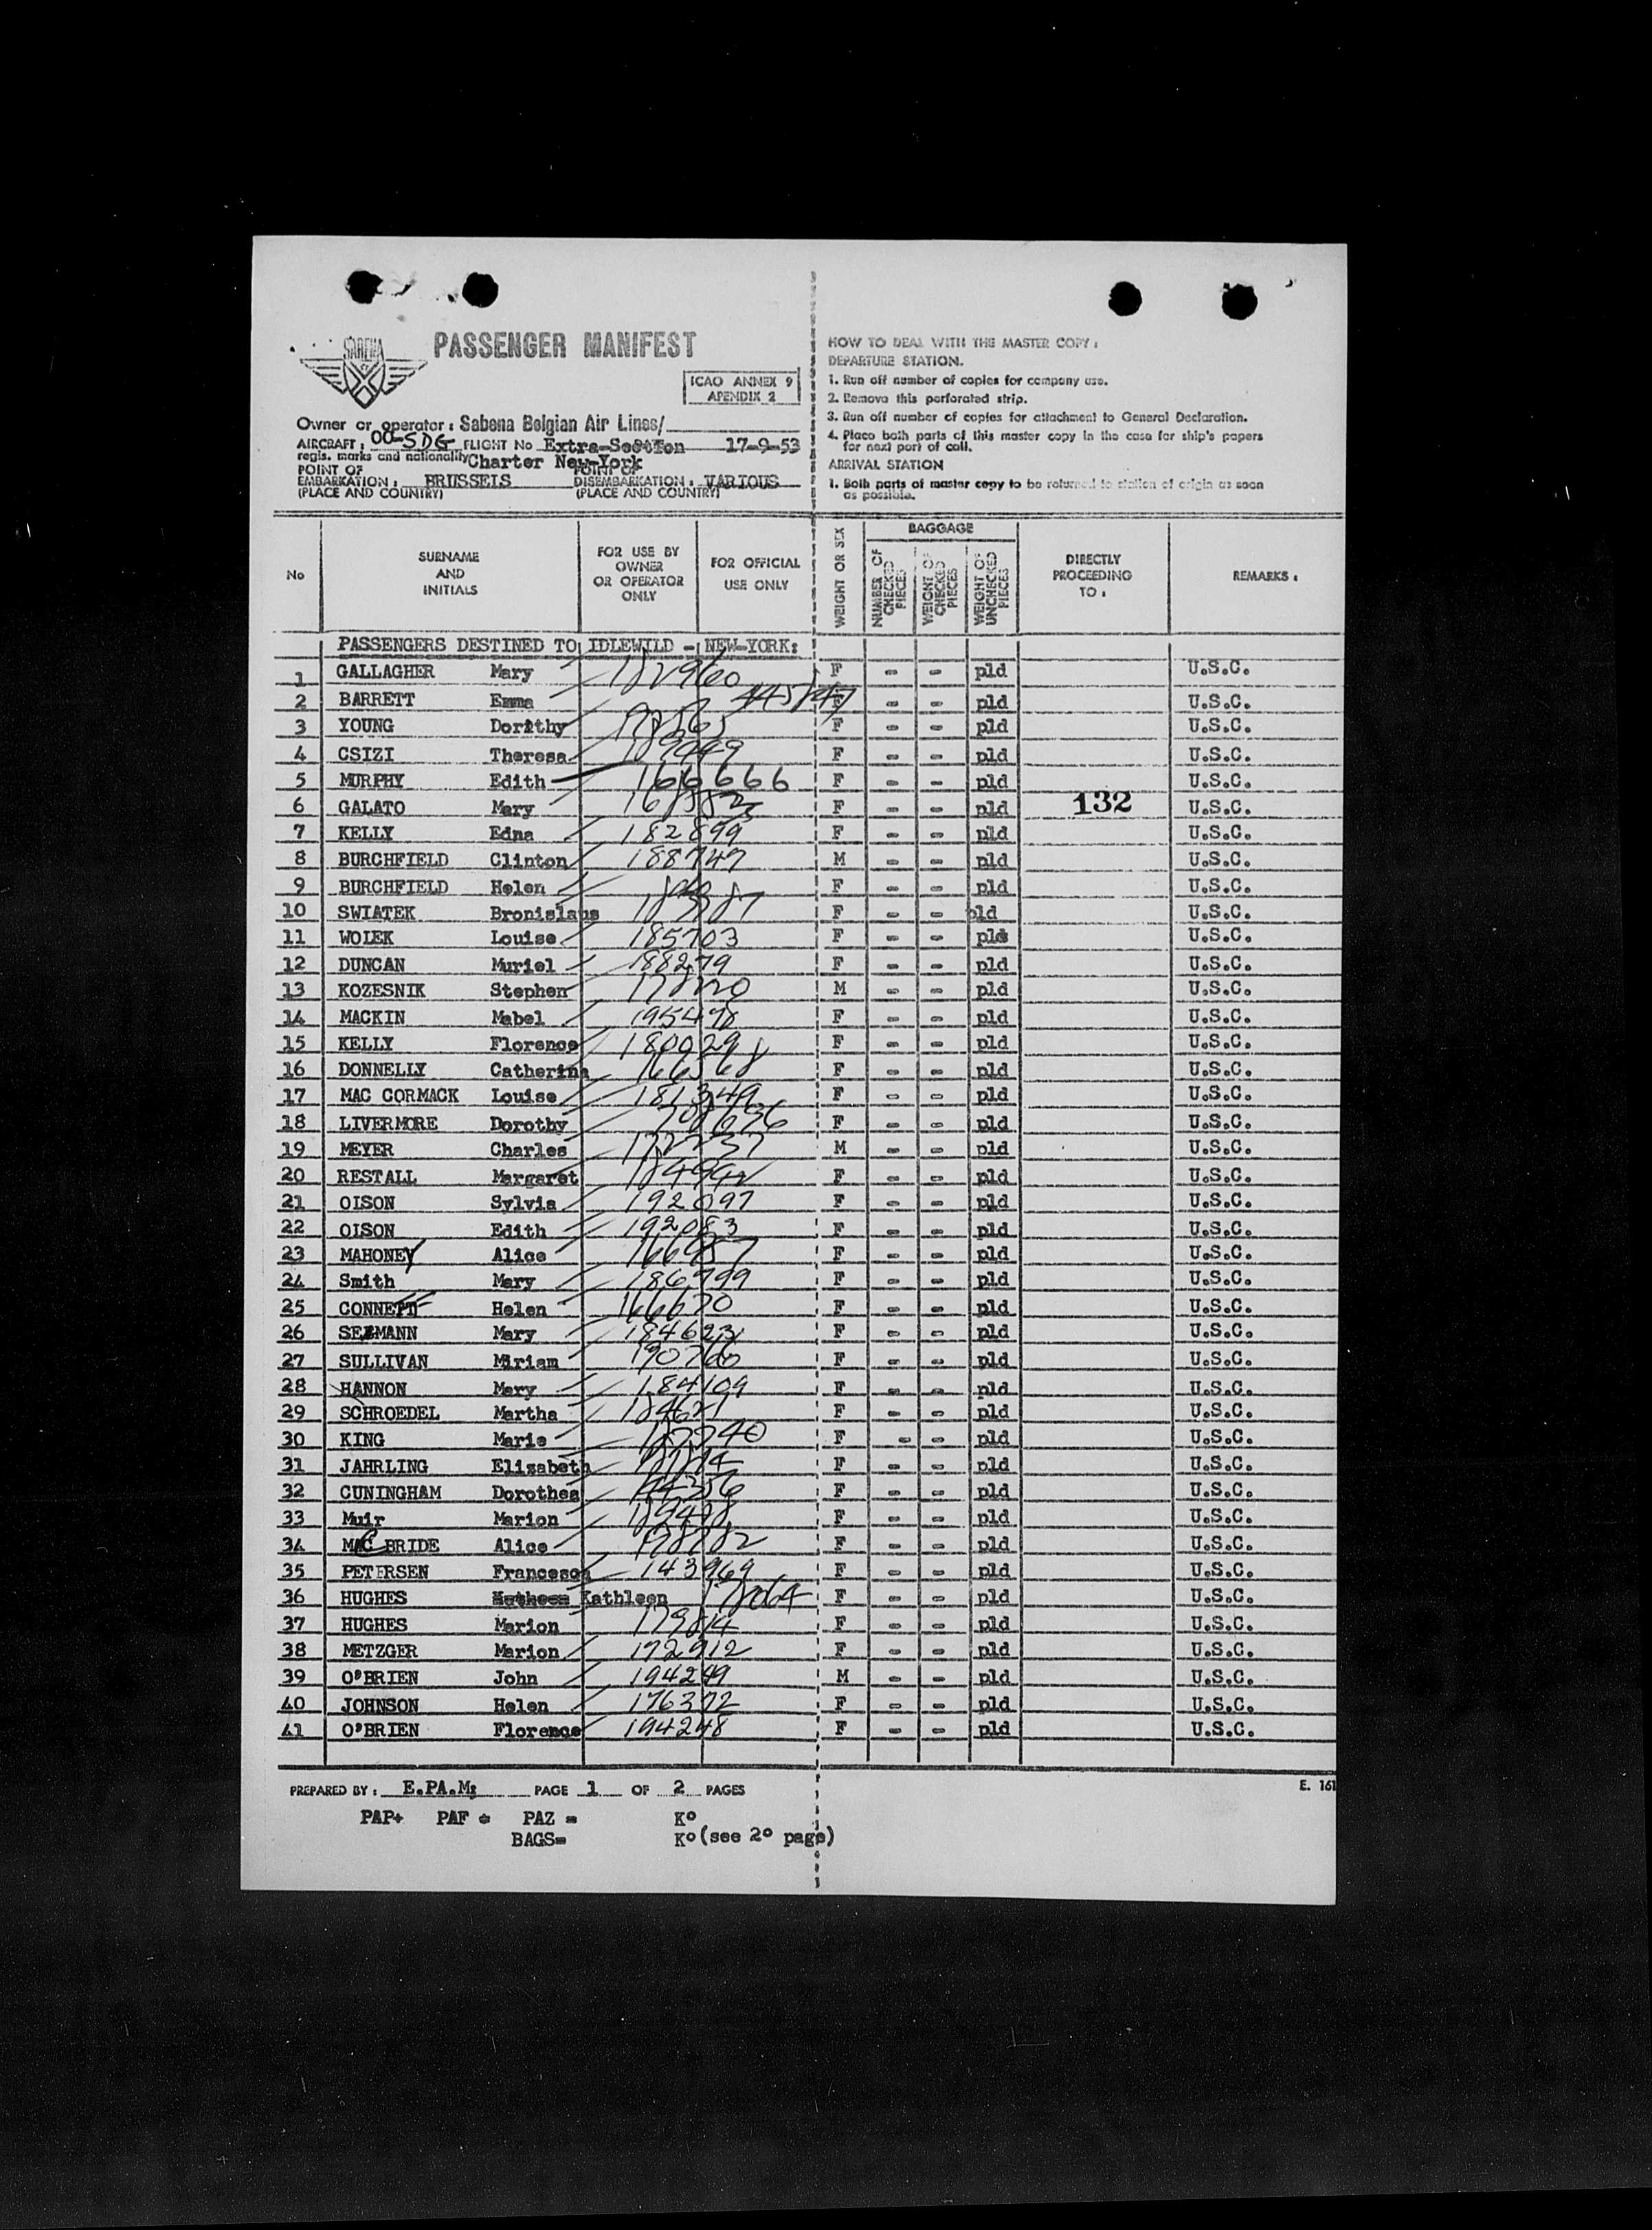 SABENA
PASSENGER MANIFEST
ICAO ANNEX 9
APENDIX 2
Owner or operator : Sabena Belgian Air Lines/
AIRCRAFT : OO-SDG FLIGHT No Extra-Section 17-9-53
regis. marks and nationality Charter New-York
POINT OF EMBARKATION : BRUSSELS POINT OF DISEMBARKATION : VARIOUS
(PLACE AND COUNTRY) (PLACE AND COUNTRY)
HOW TO DEAL WITH THE MASTER COPY :
DEPARTURE STATION.
1. Run off number of copies for company use.
2. Remove this perforated strip.
3. Run off number of copies for attachment to General Declaration.
4. Place both parts of this master copy in the case for ship's papers
for next port of call.
ARRIVAL STATION
1. Both parts of master copy to be returned to station of origin as soon
as possible.
No SURNAME AND INITIALS FOR USE BY OWNER OR OPERATOR ONLY FOR OFFICIAL USE ONLY WEIGHT OR SEX BAGGAGE NUMBER OF CHECKED PIECES WEIGHT OF CHECKED PIECES WEIGHT OF UNCHECKED PIECES DIRECTLY PROCEEDING TO : REMARKS :
PASSENGERS DESTINED TO IDLEWILD - NEW-YORK:
1 GALLAGHER Mary 182960 F - - pld U.S.C.
2 BARRETT Emma F - - pld U.S.C.
3 YOUNG Dorithy F - - pld U.S.C.
4 CSIZI Theresa F - - pld U.S.C.
5 MURPHY Edith 166666 F - - pld U.S.C.
6 GALATO Mary F - - pld 132 U.S.C.
7 KELLY Edna 182899 F - - pld U.S.C.
8 BURCHFIELD Clinton 188747 M - - pld U.S.C.
9 BURCHFIELD Helen F - - pld U.S.C.
10 SWIATEK Bronislaus F - - pld U.S.C.
11 WOLEK Louise 185703 F - - pld U.S.C.
12 DUNCAN Muriel 188279 F - - pld U.S.C.
13 KOZESNIK Stephen M - - pld U.S.C.
14 MACKIN Mabel 195478 F - - pld U.S.C.
15 KELLY Florence F - - pld U.S.C.
16 DONNELLY Catherina F - - pld U.S.C.
17 MAC CORMACK Louise F - - pld U.S.C.
18 LIVERMORE Dorothy F - - pld U.S.C.
19 MEYER Charles 172237 M - - pld U.S.C.
20 RESTALL Margaret F - - pld U.S.C.
21 OLSON Sylvia 192097 F - - pld U.S.C.
22 OLSON Edith 192083 F - - pld U.S.C.
23 MAHONEY Alice F - - pld U.S.C.
24 Smith Mary 186799 F - - pld U.S.C.
25 Helen 166670 F - - pld U.S.C.
26 Mary 184623 F - - pld U.S.C.
27 SULLIVAN Miriam 190760 F - - pld U.S.C.
28 HANNON Mary 184109 F - - pld U.S.C.
29 SCHROEDEL Martha 184621 F - - pld U.S.C.
30 KING Marie F - - pld U.S.C.
31 JAHRLING Elizabeth F - - pld U.S.C.
32 CUNINGHAM Dorothea F - - pld U.S.C.
33 Muir Marion F - - pld U.S.C.
34 Mc BRIDE Alice F - - pld U.S.C.
35 PETERSEN 143969 F - - pld U.S.C.
36 HUGHES Kathleen F - - pld U.S.C.
37 HUGHES Marion 179814 F - - pld U.S.C.
38 METZGER Marion 172912 F - - pld U.S.C.
39 O'BRIEN John 194249 M - - pld U.S.C.
40 JOHNSON Helen 176372 F - - pld U.S.C.
41 O'BRIEN Florence 194248 F - - pld U.S.C.
PREPARED BY : E.PA.M: PAGE 1 OF 2 PAGES E. 161
PAP+ PAF = PAZ = K°
BAGS= K° (see 2° page)